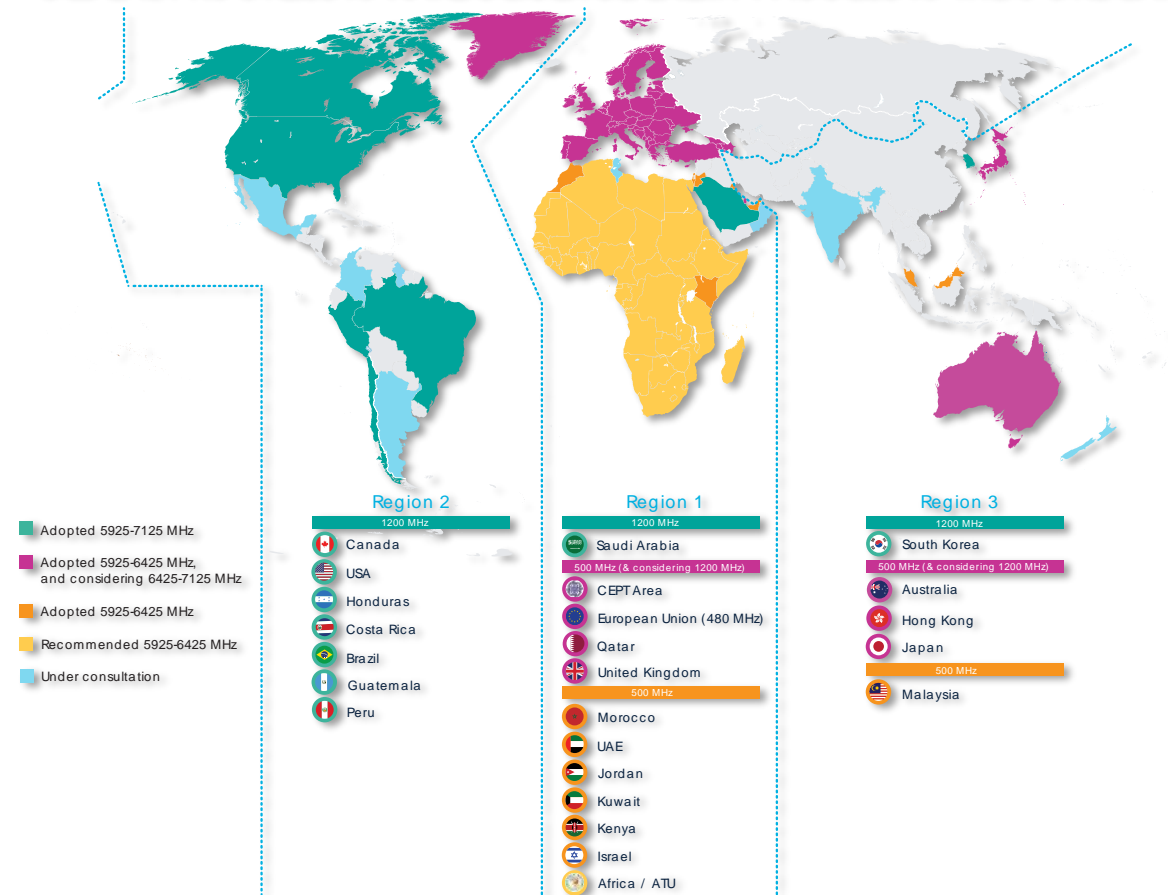 Adopted 5925-7125 MHz
Adopted 5925-6425 MHz,
and considering 6425-7125 MHz
Adopted 5925-6425 MHz
Recommended 5925-6425 MHz
Under consultation
Region 2
1200 MHz
Canada
USA
Honduras
Costa Rica
Brazil
Guatemala
Peru
Region 1
1200 MHz
Saudi Arabia
500 MHz (& considering 1200 MHz)
CEPT Area
European Union (480 MHz)
Qatar
United Kingdom
500 MHz
Morocco
UAE
Jordan
Kuwait
Kenya
Israel
Africa / ATU
Region 3
1200 MHz
South Korea
500 MHz (& considering 1200 MHz)
Australia
Hong Kong
Japan
500 MHz
Malaysia